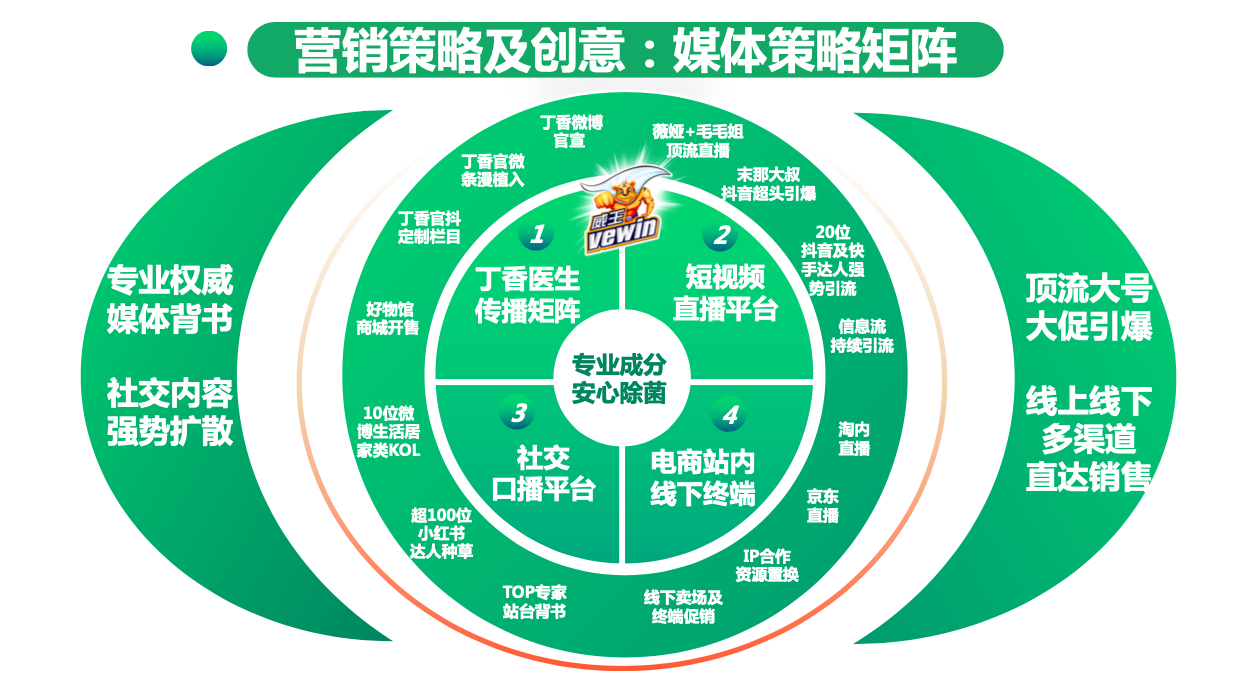 营销策略及创意：媒体策略矩阵
专业权威
媒体背书
社交内容
强势扩散
丁香微博
官宣
丁香官微
条漫植入
丁香官抖
定制栏目
好物馆
商城开售
10位微
博生活居
家类KOL
超100位
小红书
达人种草
TOP专家
站台背书
薇娅+毛毛姐
顶流直播
末那大叔
抖音超头引爆
20位
抖音及快
手达人强
势引流
信息流
持续引流
淘内
直播
京东
直播
IP合作
资源置换
线下卖场及
终端促销
威王
vewin
1
丁香医生
传播矩阵
2
短视频
直播平台
专业成分
安心除菌
3
社交
口播平台
4
电商站内
线下终端
顶流大号
大促引爆
线上线下
多渠道
直达销售